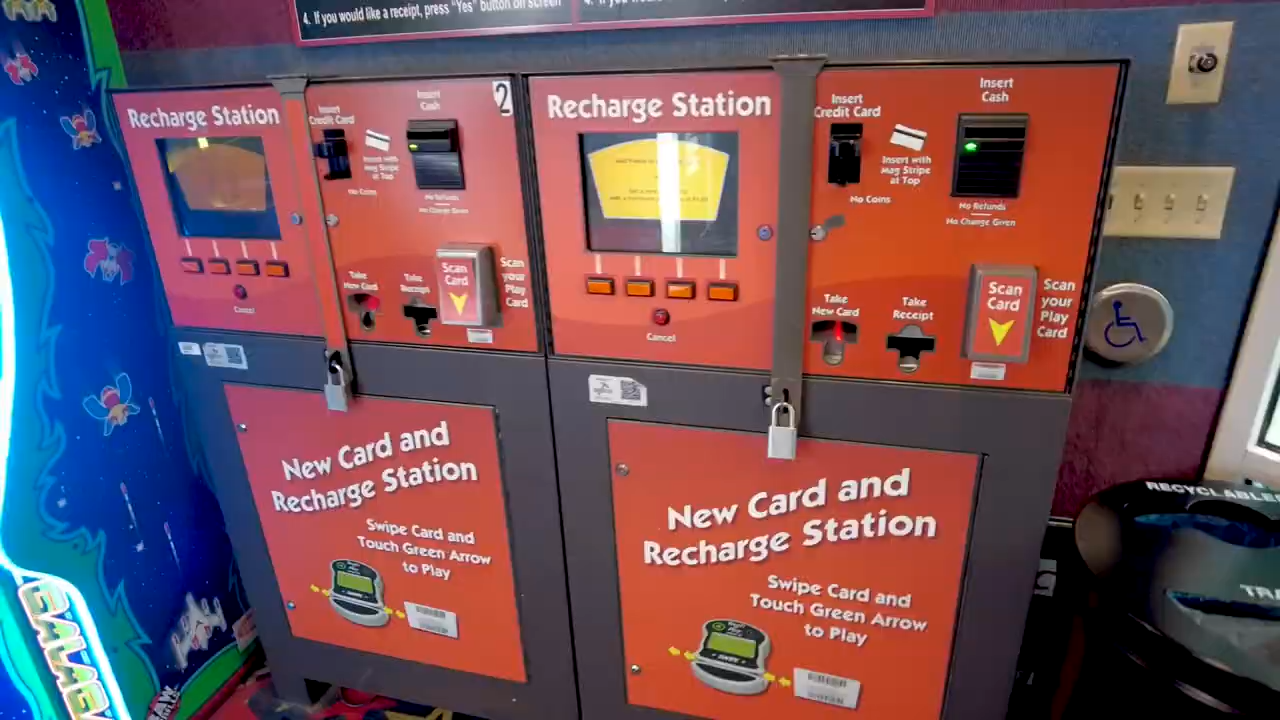 4. If you would like a receipt, press "Yes" button on screen
Recharge Station
Insert
Credit Card
Insert with
Mag Stripe
at Top
No Coins
Insert
Cash
2
No Refunds
No Change Given
Take
New Card
Take
Receipt
Scan
Card
Scan
your
Play
Card
Cancel
New Card and
Recharge Station
Swipe Card and
Touch Green Arrow
to Play
Recharge Station
Insert
Credit Card
Insert with
Mag Stripe
at Top
No Coins
Insert
Cash
No Refunds
No Change Given
Take
New Card
Take
Receipt
Scan
Card
Scan
your
Play
Card
Cancel
New Card and
Recharge Station
Swipe Card and
Touch Green Arrow
to Play
RECYCLABLE
TRA
GALAG